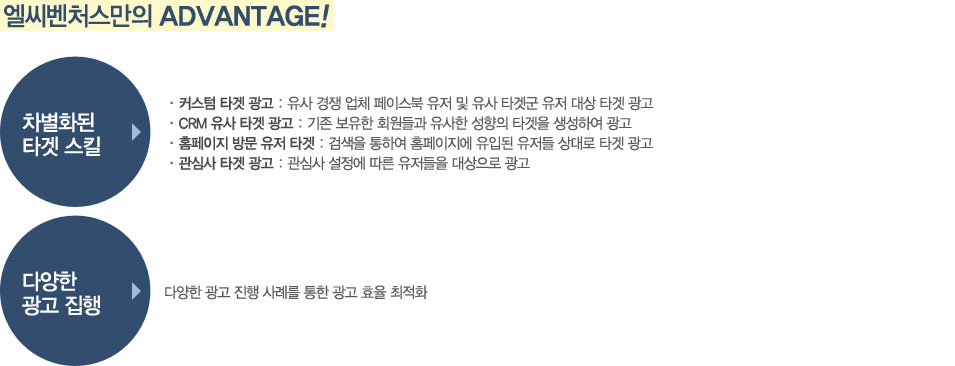 엘씨벤처스만의 ADVANTAGE!
차별화된
타겟 스킬
· 커스텀 타겟 광고 : 유사 경쟁 업체 페이스북 유저 및 유사 타겟군 유저 대상 타겟 광고
· CRM 유사 타겟 광고 : 기존 보유한 회원들과 유사한 성향의 타겟을 생성하여 광고
· 홈페이지 방문 유저 타겟 : 검색을 통하여 홈페이지에 유입된 유저들 상대로 타겟 광고
· 관심사 타겟 광고 : 관심사 설정에 따른 유저들을 대상으로 광고
다양한
광고 집행
다양한 광고 진행 사례를 통한 광고 효율 최적화